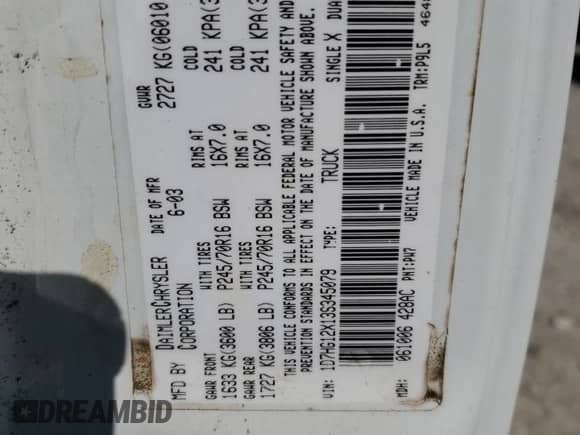 MFD BY DAIMLERCHRYSLER CORPORATION
DATE OF MFR 6-03
GVWR 2727 KG(06010
GAWR FRONT WITH TIRES RIMS AT COLD
1633 KG(3600 LB) P245/70R16 BSW 16X7.0 241 KPA(3
GAWR REAR WITH TIRES RIMS AT COLD
1727 KG(3806 LB) P245/70R16 BSW 16X7.0 241 KPA(3
THIS VEHICLE CONFORMS TO ALL APPLICABLE FEDERAL MOTOR VEHICLE SAFETY AND
PREVENTION STANDARDS IN EFFECT ON THE DATE OF MANUFACTURE SHOWN ABOVE.
VIN: 1D7HG12X13S345079 TYPE: TRUCK SINGLE X DUA
MDH: 061006 428AC PNT:PW7 VEHICLE MADE IN U.S.A. TRM:P9L5
4648
DREAMBID